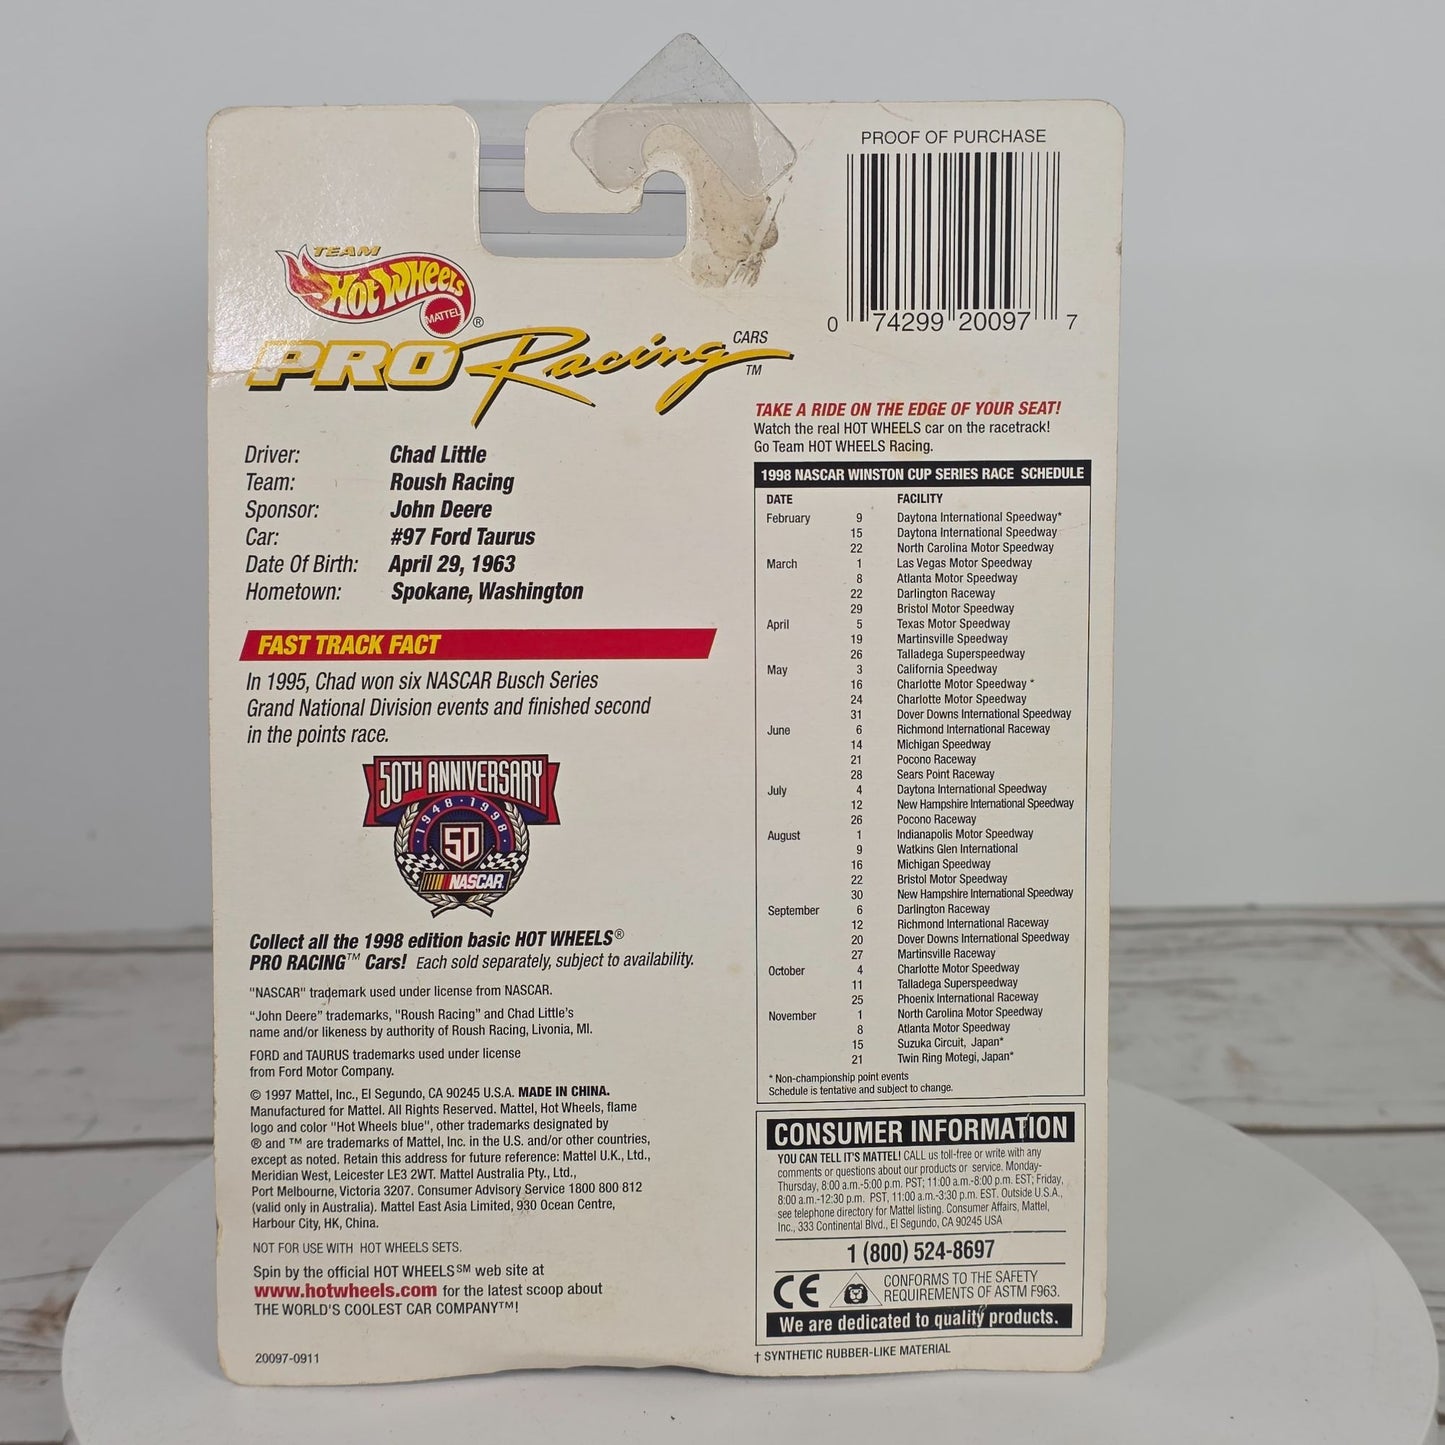 PROOF OF PURCHASE
0 74299 20097 7
TEAM
HOT WHEELS
MATTEL ®
PRO Racing CARS ™
Driver: Chad Little
Team: Roush Racing
Sponsor: John Deere
Car: #97 Ford Taurus
Date Of Birth: April 29, 1963
Hometown: Spokane, Washington
FAST TRACK FACT
In 1995, Chad won six NASCAR Busch Series
Grand National Division events and finished second
in the points race.
50TH ANNIVERSARY
· 1948 · 1998 ·
50
NASCAR
Collect all the 1998 edition basic HOT WHEELS®
PRO RACING™ Cars! Each sold separately, subject to availability.
"NASCAR" trademark used under license from NASCAR.
"John Deere" trademarks, "Roush Racing" and Chad Little's
name and/or likeness by authority of Roush Racing, Livonia, MI.
FORD and TAURUS trademarks used under license
from Ford Motor Company.
© 1997 Mattel, Inc., El Segundo, CA 90245 U.S.A. MADE IN CHINA.
Manufactured for Mattel. All Rights Reserved. Mattel, Hot Wheels, flame
logo and color "Hot Wheels blue", other trademarks designated by
® and ™ are trademarks of Mattel, Inc. in the U.S. and/or other countries,
except as noted. Retain this address for future reference: Mattel U.K., Ltd.,
Meridian West, Leicester LE3 2WT. Mattel Australia Pty., Ltd.,
Port Melbourne, Victoria 3207. Consumer Advisory Service 1800 800 812
(valid only in Australia). Mattel East Asia Limited, 930 Ocean Centre,
Harbour City, HK, China.
NOT FOR USE WITH HOT WHEELS SETS.
Spin by the official HOT WHEELS℠ web site at
www.hotwheels.com for the latest scoop about
THE WORLD'S COOLEST CAR COMPANY™!
20097-0911
TAKE A RIDE ON THE EDGE OF YOUR SEAT!
Watch the real HOT WHEELS car on the racetrack!
Go Team HOT WHEELS Racing.
1998 NASCAR WINSTON CUP SERIES RACE SCHEDULE
DATE FACILITY
February 9 Daytona International Speedway*
15 Daytona International Speedway
22 North Carolina Motor Speedway
March 1 Las Vegas Motor Speedway
8 Atlanta Motor Speedway
22 Darlington Raceway
29 Bristol Motor Speedway
April 5 Texas Motor Speedway
19 Martinsville Speedway
26 Talladega Superspeedway
May 3 California Speedway
16 Charlotte Motor Speedway *
24 Charlotte Motor Speedway
31 Dover Downs International Speedway
June 6 Richmond International Raceway
14 Michigan Speedway
21 Pocono Raceway
28 Sears Point Raceway
July 4 Daytona International Speedway
12 New Hampshire International Speedway
26 Pocono Raceway
August 1 Indianapolis Motor Speedway
9 Watkins Glen International
16 Michigan Speedway
22 Bristol Motor Speedway
30 New Hampshire International Speedway
September 6 Darlington Raceway
12 Richmond International Raceway
20 Dover Downs International Speedway
27 Martinsville Raceway
October 4 Charlotte Motor Speedway
11 Talladega Superspeedway
25 Phoenix International Raceway
November 1 North Carolina Motor Speedway
8 Atlanta Motor Speedway
15 Suzuka Circuit, Japan*
21 Twin Ring Motegi, Japan*
* Non-championship point events
Schedule is tentative and subject to change.
CONSUMER INFORMATION
YOU CAN TELL IT'S MATTEL! CALL us toll-free or write with any
comments or questions about our products or service. Monday-
Thursday, 8:00 a.m.-5:00 p.m. PST; 11:00 a.m.-8:00 p.m. EST; Friday,
8:00 a.m.-12:30 p.m. PST, 11:00 a.m.-3:30 p.m. EST. Outside U.S.A.,
see telephone directory for Mattel listing. Consumer Affairs, Mattel,
Inc., 333 Continental Blvd., El Segundo, CA 90245 USA
1 (800) 524-8697
CE
CONFORMS TO THE SAFETY
REQUIREMENTS OF ASTM F963.
We are dedicated to quality products.
† SYNTHETIC RUBBER-LIKE MATERIAL